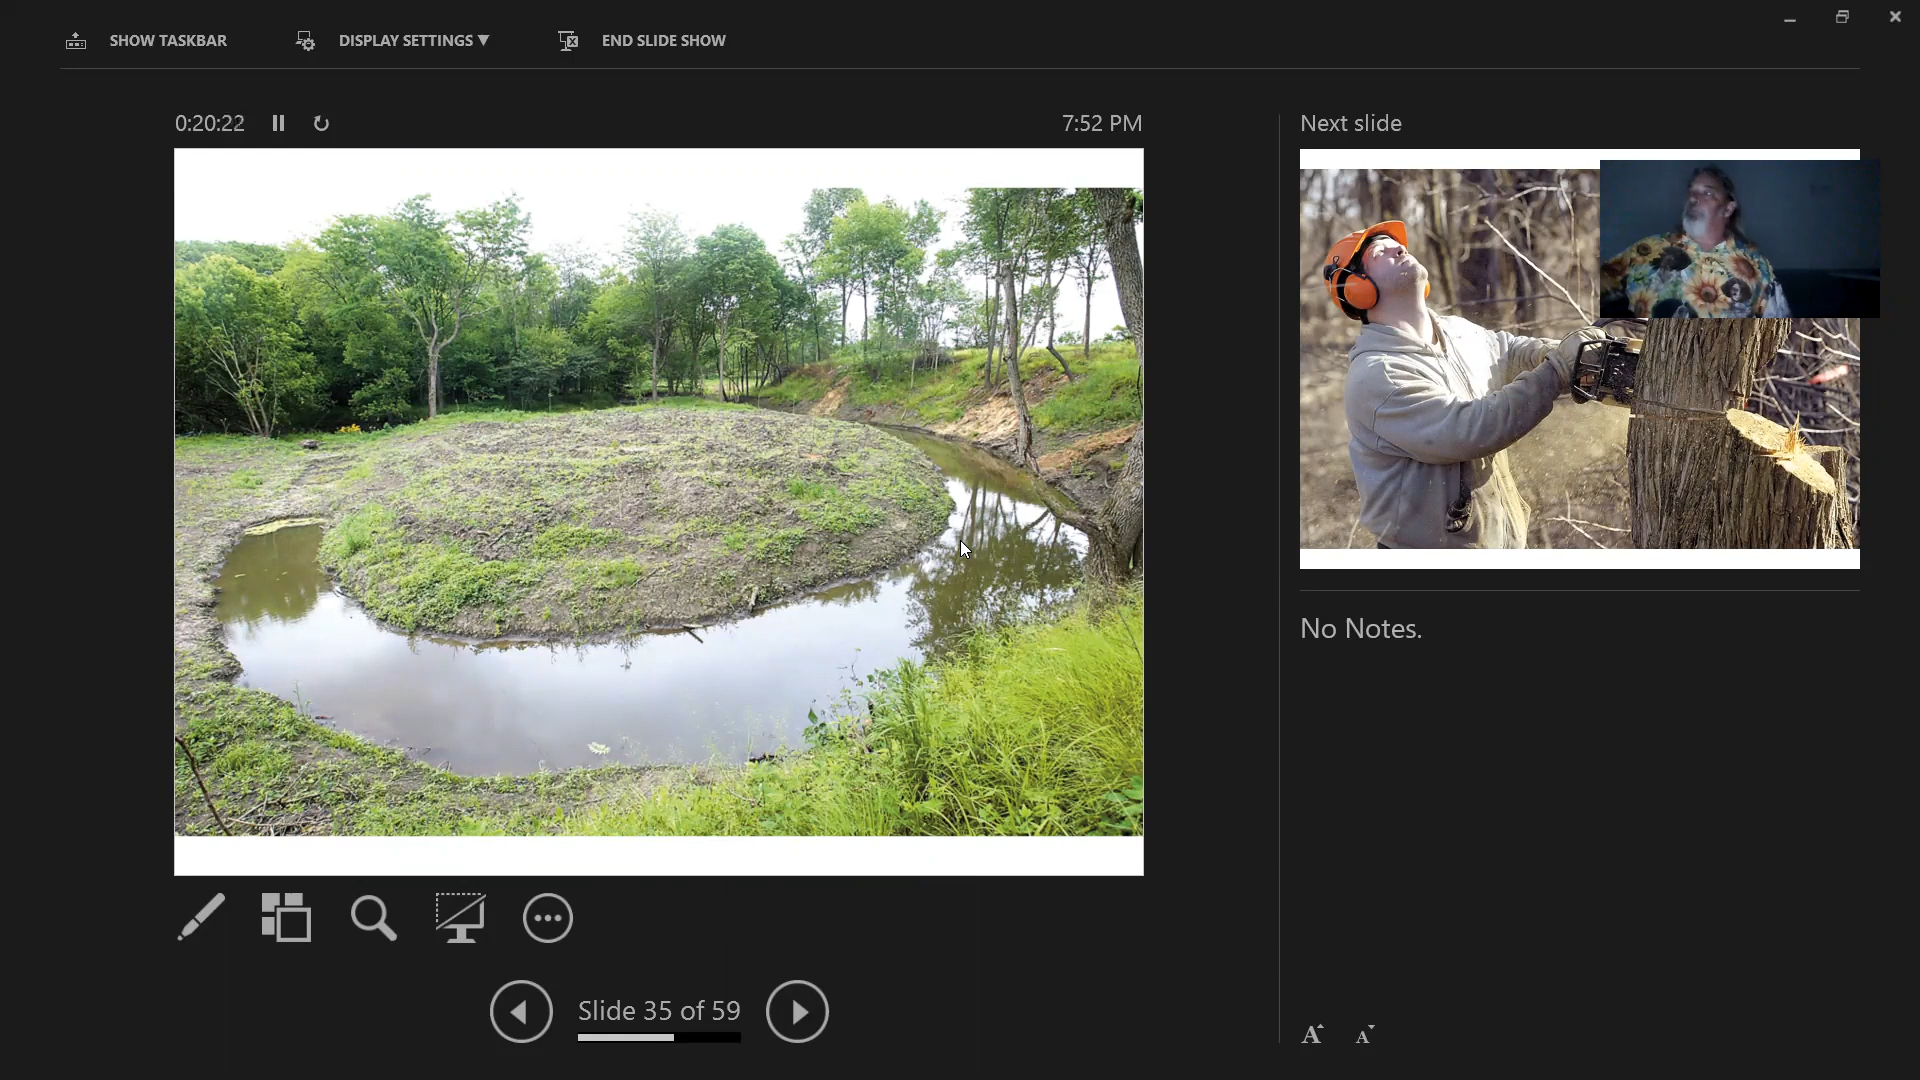 SHOW TASKBAR
DISPLAY SETTINGS ▼
END SLIDE SHOW
0:20:22
7:52 PM
Next slide
No Notes.
Slide 35 of 59
A A